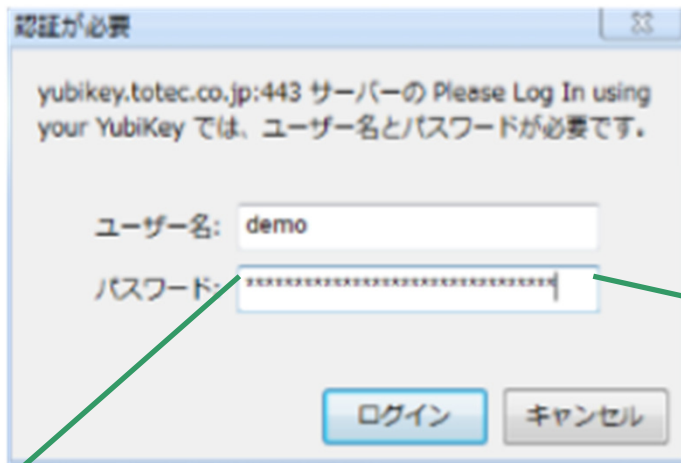 認証が必要
yubikey.totec.co.jp:443 サーバーの Please Log In using
your YubiKey では、ユーザー名とパスワードが必要です。
ユーザー名: demo
パスワード: ********************************
ログイン キャンセル